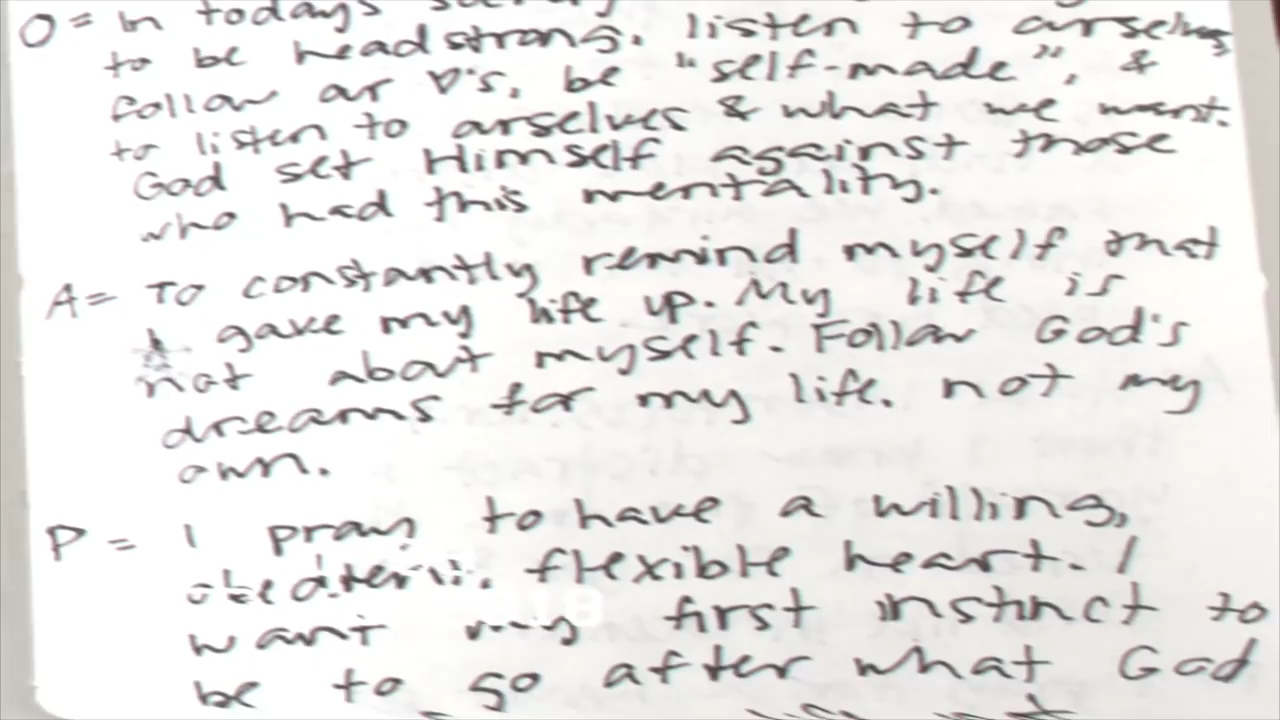 O = In todays
to be headstrong, listen to arselves
follow ar ♡'s, be "self-made", &
to listen to arselves & what we want.
God set Himself against those
who had this mentality.
A = To constantly remind myself that
I gave my life up. My life is
not about myself. Follow God's
dreams for my life. not my
own.
P = I pray to have a willing,
obedient, flexible heart. I
want my first instinct to
be to go after what God